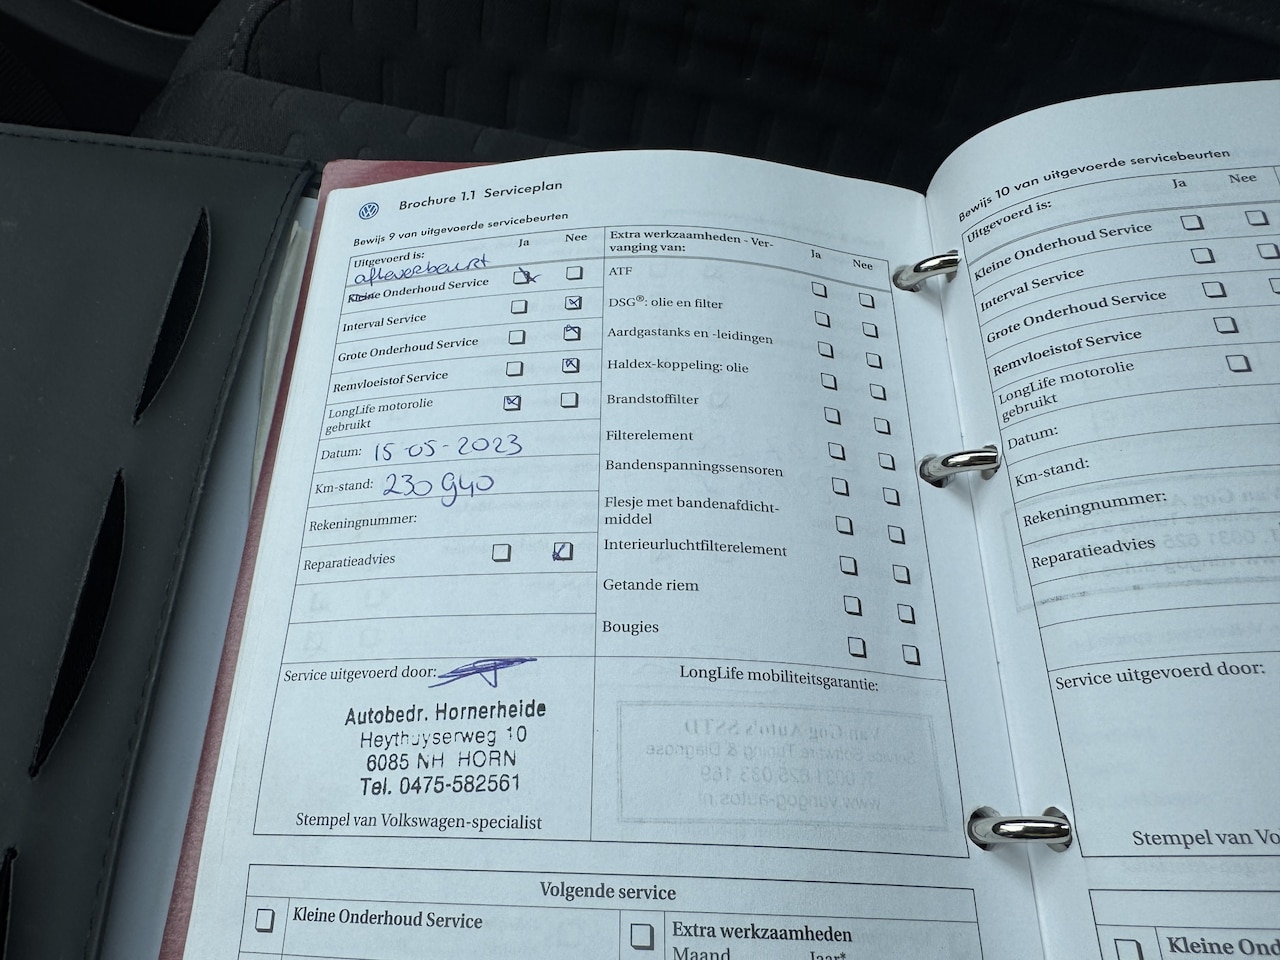 Brochure 1.1 Serviceplan
Bewijs 9 van uitgevoerde servicebeurten
Uitgevoerd is:
Ja
Nee
afleverbeurt
Kleine Onderhoud Service
Interval Service
Grote Onderhoud Service
Remvloeistof Service
LongLife motorolie
gebruikt
Datum: 15-05-2023
Km-stand: 230 940
Rekeningnummer:
Reparatieadvies
Service uitgevoerd door:
Autobedr. Hornerheide
Heythuyserweg 10
6085 NH HORN
Tel. 0475-582561
Stempel van Volkswagen-specialist
Extra werkzaamheden - Ver-
vanging van:
Ja
Nee
ATF
DSG®: olie en filter
Aardgastanks en -leidingen
Haldex-koppeling: olie
Brandstoffilter
Filterelement
Bandenspanningssensoren
Flesje met bandenafdicht-
middel
Interieurluchtfilterelement
Getande riem
Bougies
LongLife mobiliteitsgarantie:
Volgende service
Kleine Onderhoud Service
Extra werkzaamheden
Maand
Jaar*
Bewijs 10 van uitgevoerde servicebeurten
Uitgevoerd is:
Ja
Nee
Kleine Onderhoud Service
Interval Service
Grote Onderhoud Service
Remvloeistof Service
LongLife motorolie
gebruikt
Datum:
Km-stand:
Rekeningnummer:
Reparatieadvies
Service uitgevoerd door:
Stempel van Vo
Kleine Ond